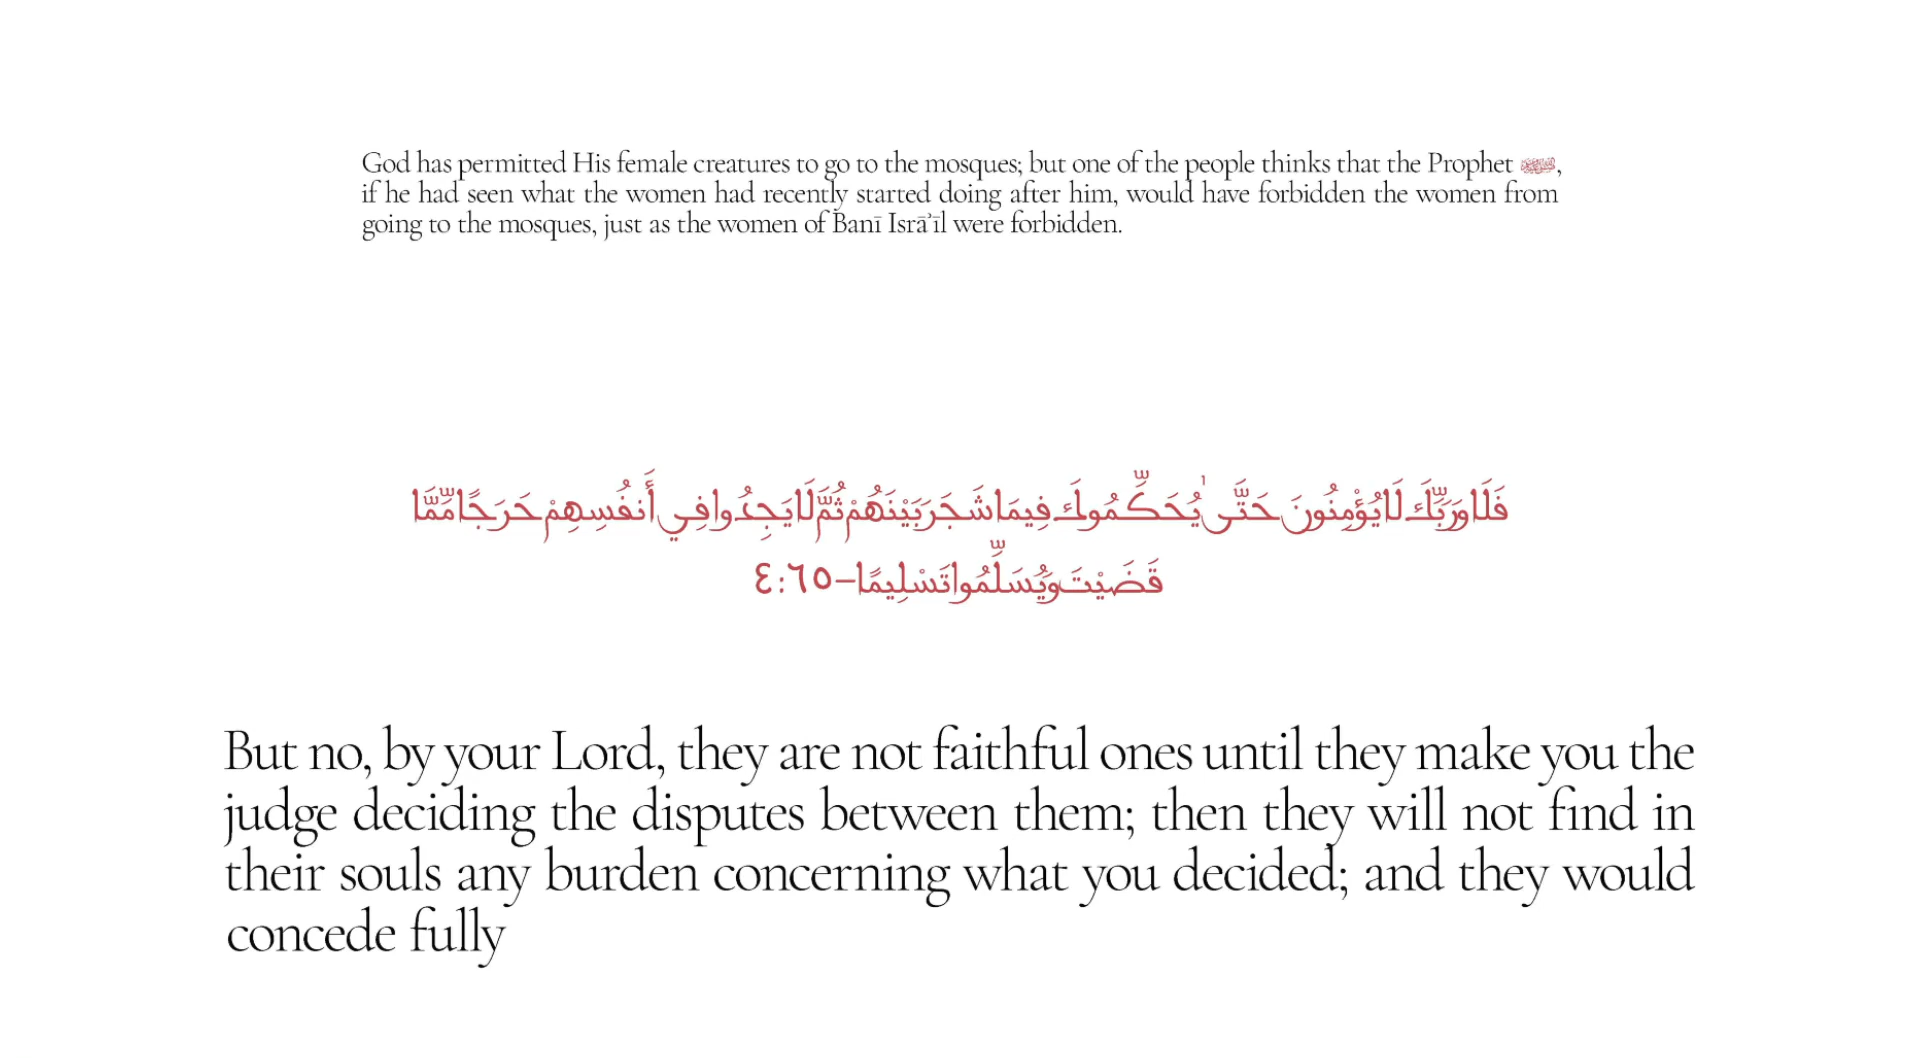 God has permitted His female creatures to go to the mosques; but one of the people thinks that the Prophet ﷺ,
if he had seen what the women had recently started doing after him, would have forbidden the women from
going to the mosques, just as the women of Banī Isrāʾīl were forbidden.
فَلَا وَرَبِّكَ لَا يُؤْمِنُونَ حَتَّىٰ يُحَكِّمُوكَ فِيمَا شَجَرَ بَيْنَهُمْ ثُمَّ لَا يَجِدُوا فِي أَنفُسِهِمْ حَرَجًا مِّمَّا
قَضَيْتَ وَيُسَلِّمُوا تَسْلِيمًا – ٤:٦٥
But no, by your Lord, they are not faithful ones until they make you the
judge deciding the disputes between them; then they will not find in
their souls any burden concerning what you decided; and they would
concede fully